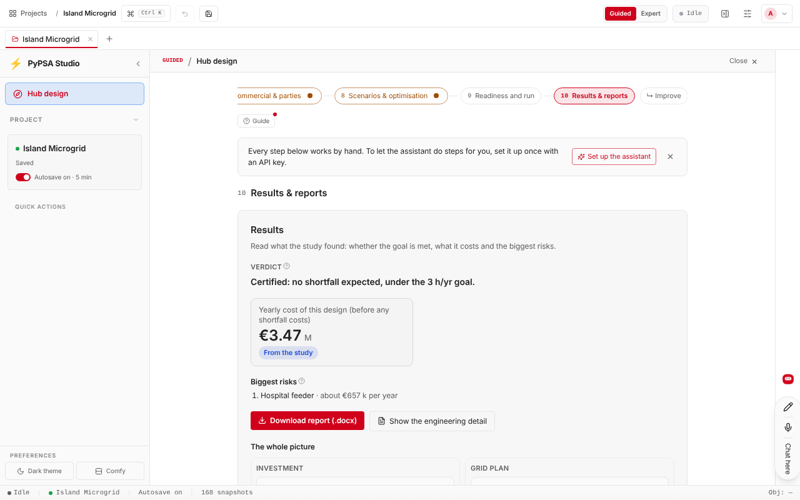 Projects / Island Microgrid ⌘ Ctrl K Guided Expert Idle A
Island Microgrid
PyPSA Studio
GUIDED / Hub design Close
Hub design
PROJECT
Island Microgrid
Saved
Autosave on · 5 min
QUICK ACTIONS
ommercial & parties 8 Scenarios & optimisation 9 Readiness and run 10 Results & reports ↪ Improve
Guide
Every step below works by hand. To let the assistant do steps for you, set it up once with
an API key.
Set up the assistant
10 Results & reports
Results
Read what the study found: whether the goal is met, what it costs and the biggest risks.
VERDICT
Certified: no shortfall expected, under the 3 h/yr goal.
Yearly cost of this design (before any
shortfall costs)
€3.47 M
From the study
Biggest risks
1. Hospital feeder · about €657 k per year
Download report (.docx) Show the engineering detail
The whole picture
INVESTMENT GRID PLAN
Chat here
PREFERENCES
Dark theme Comfy
Idle Island Microgrid Autosave on 168 snapshots Obj: —